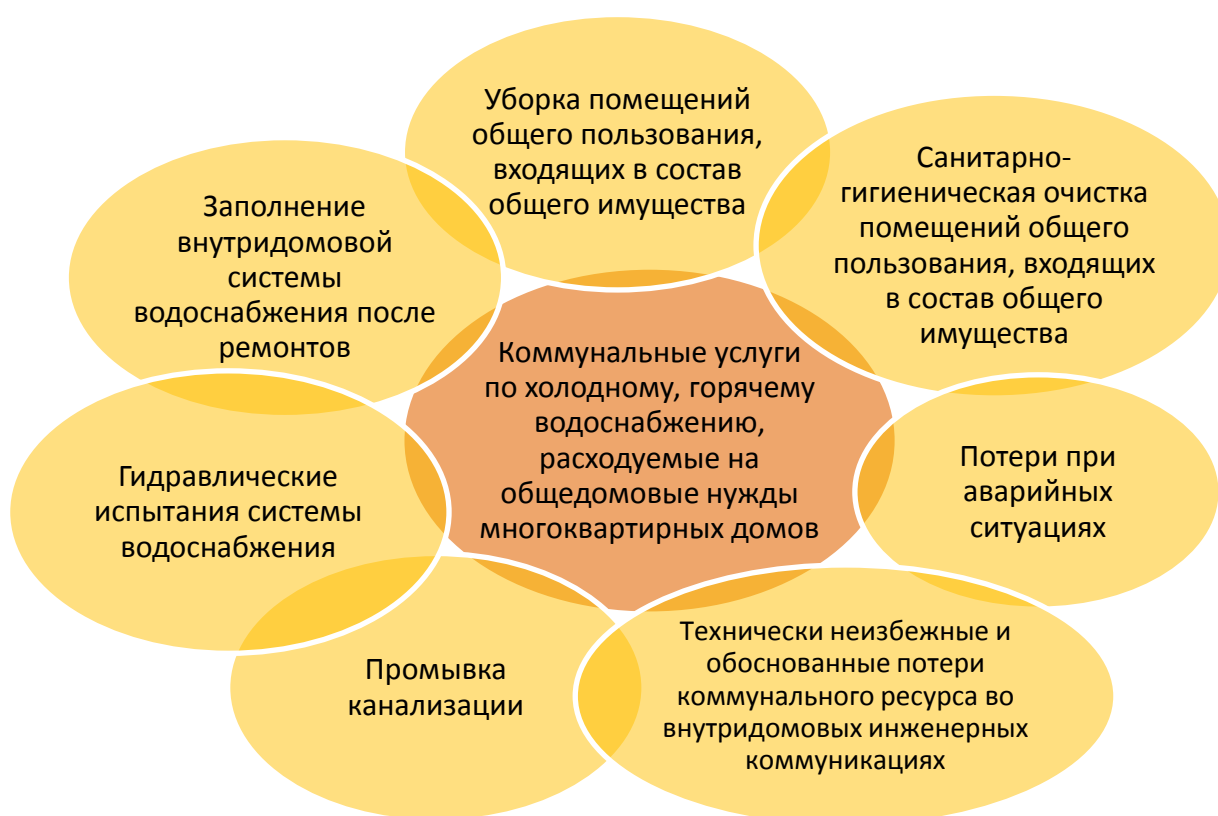 Уборка помещений
общего пользования,
входящих в состав
общего имущества
Санитарно-
гигиеническая очистка
помещений общего
пользования, входящих
в состав общего
имущества
Потери при
аварийных
ситуациях
Технически неизбежные и
обоснованные потери
коммунального ресурса во
внутридомовых инженерных
коммуникациях
Промывка
канализации
Гидравлические
испытания системы
водоснабжения
Заполнение
внутридомовой
системы
водоснабжения после
ремонтов
Коммунальные услуги
по холодному, горячему
водоснабжению,
расходуемые на
общедомовые нужды
многоквартирных домов